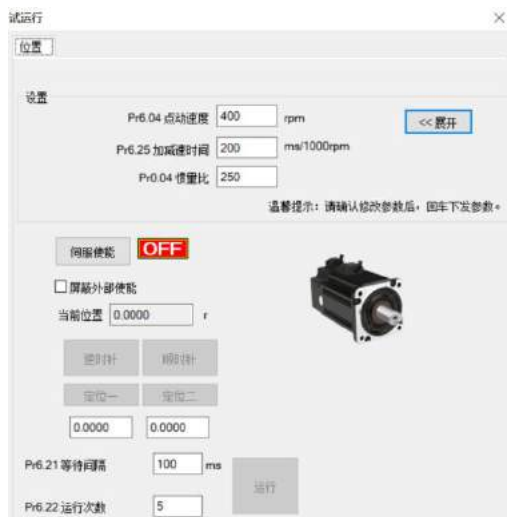 试运行
位置
设置
Pr6.04 点动速度 400 rpm
<< 展开
Pr6.25 加减速时间 200 ms/1000rpm
Pr0.04 惯量比 250
温馨提示：请确认修改参数后，回车下发参数。
伺服使能 OFF
屏蔽外部使能
当前位置 0.0000 r
逆时针 顺时针
定位一 定位二
0.0000 0.0000
Pr6.21 等待间隔 100 ms
运行
Pr6.22 运行次数 5